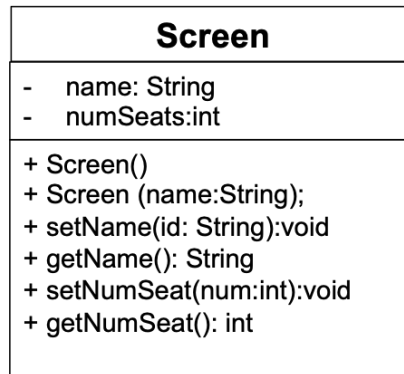 Screen
- name: String
- numSeats:int
+ Screen()
+ Screen (name:String);
+ setName(id: String):void
+ getName(): String
+ setNumSeat(num:int):void
+ getNumSeat(): int